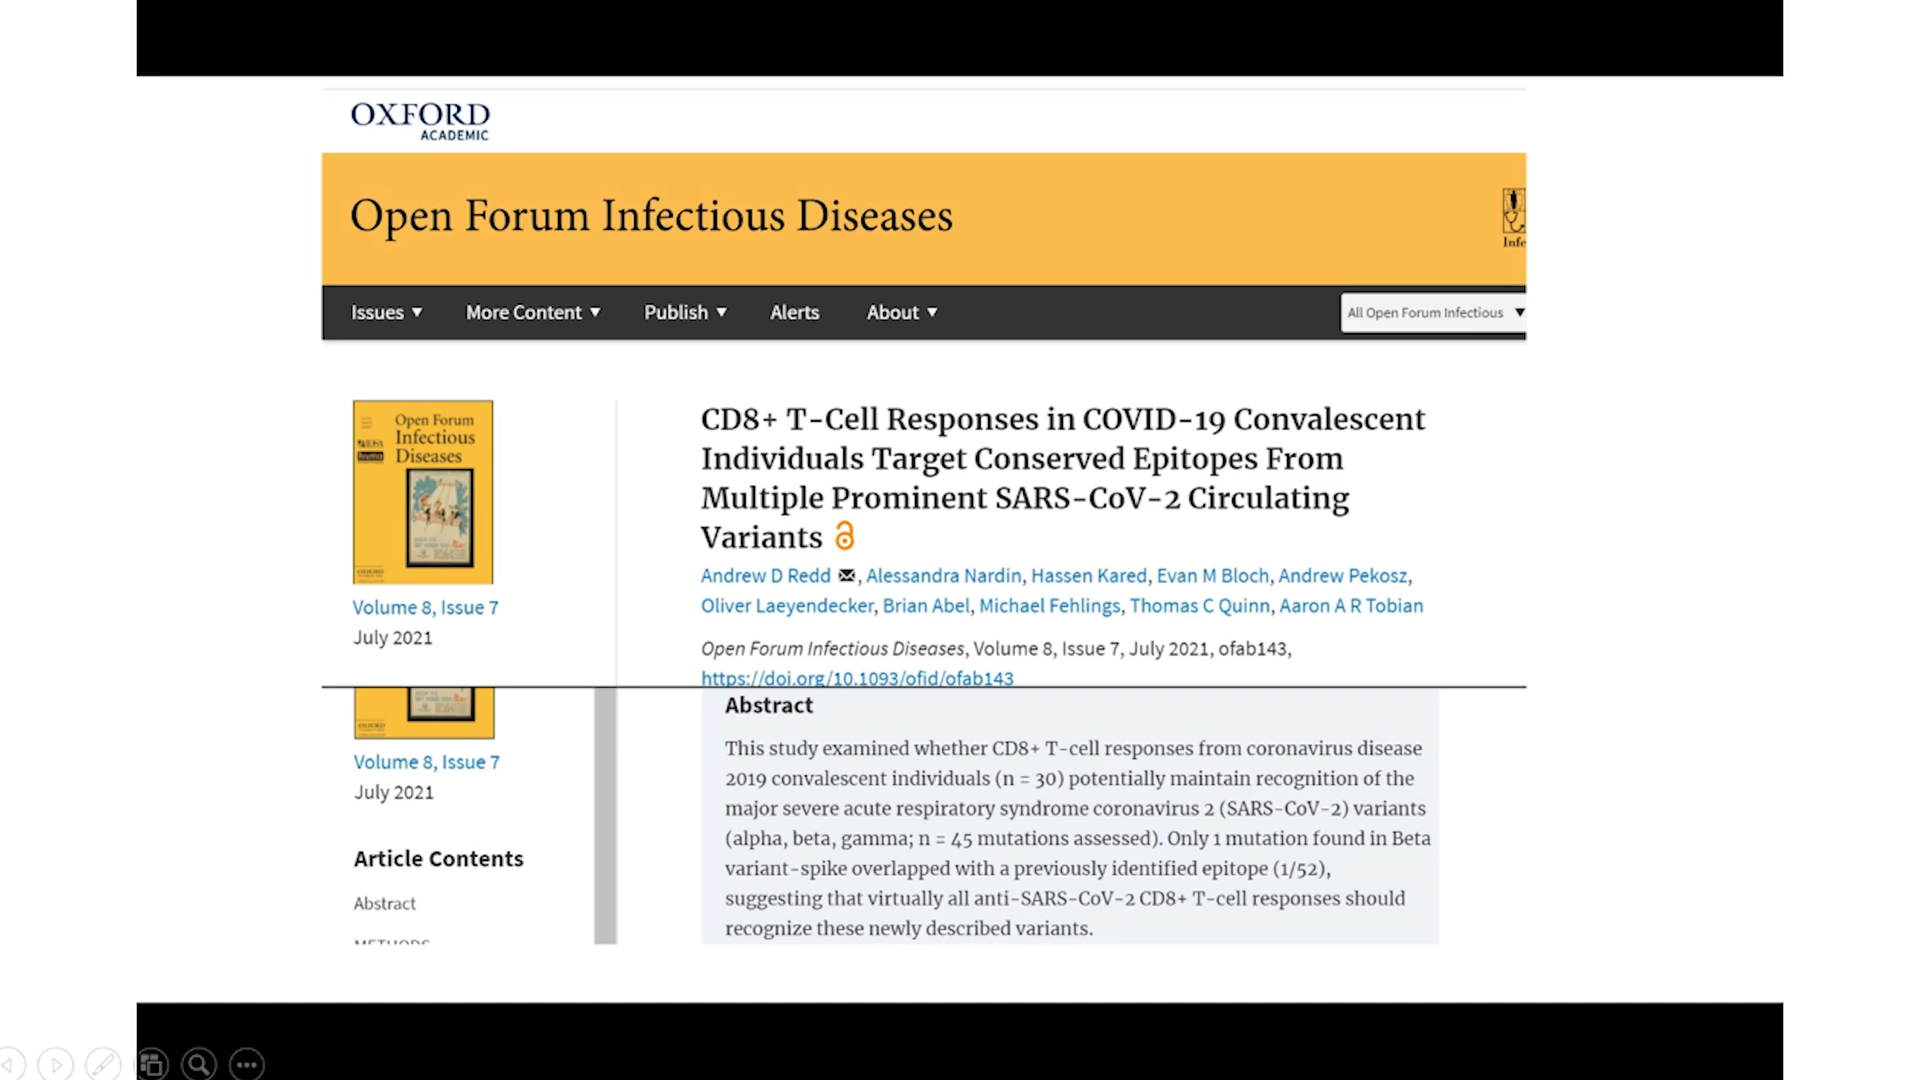 OXFORD
ACADEMIC
Open Forum Infectious Diseases
Infe
Issues ▼ More Content ▼ Publish ▼ Alerts About ▼ All Open Forum Infectious ▼
Open Forum
Infectious
Diseases
Volume 8, Issue 7
July 2021
CD8+ T-Cell Responses in COVID-19 Convalescent
Individuals Target Conserved Epitopes From
Multiple Prominent SARS-CoV-2 Circulating
Variants
Andrew D Redd ✉, Alessandra Nardin, Hassen Kared, Evan M Bloch, Andrew Pekosz,
Oliver Laeyendecker, Brian Abel, Michael Fehlings, Thomas C Quinn, Aaron A R Tobian
Open Forum Infectious Diseases, Volume 8, Issue 7, July 2021, ofab143,
https://doi.org/10.1093/ofid/ofab143
Volume 8, Issue 7
July 2021
Article Contents
Abstract
METHODS
Abstract
This study examined whether CD8+ T-cell responses from coronavirus disease
2019 convalescent individuals (n = 30) potentially maintain recognition of the
major severe acute respiratory syndrome coronavirus 2 (SARS-CoV-2) variants
(alpha, beta, gamma; n = 45 mutations assessed). Only 1 mutation found in Beta
variant-spike overlapped with a previously identified epitope (1/52),
suggesting that virtually all anti-SARS-CoV-2 CD8+ T-cell responses should
recognize these newly described variants.